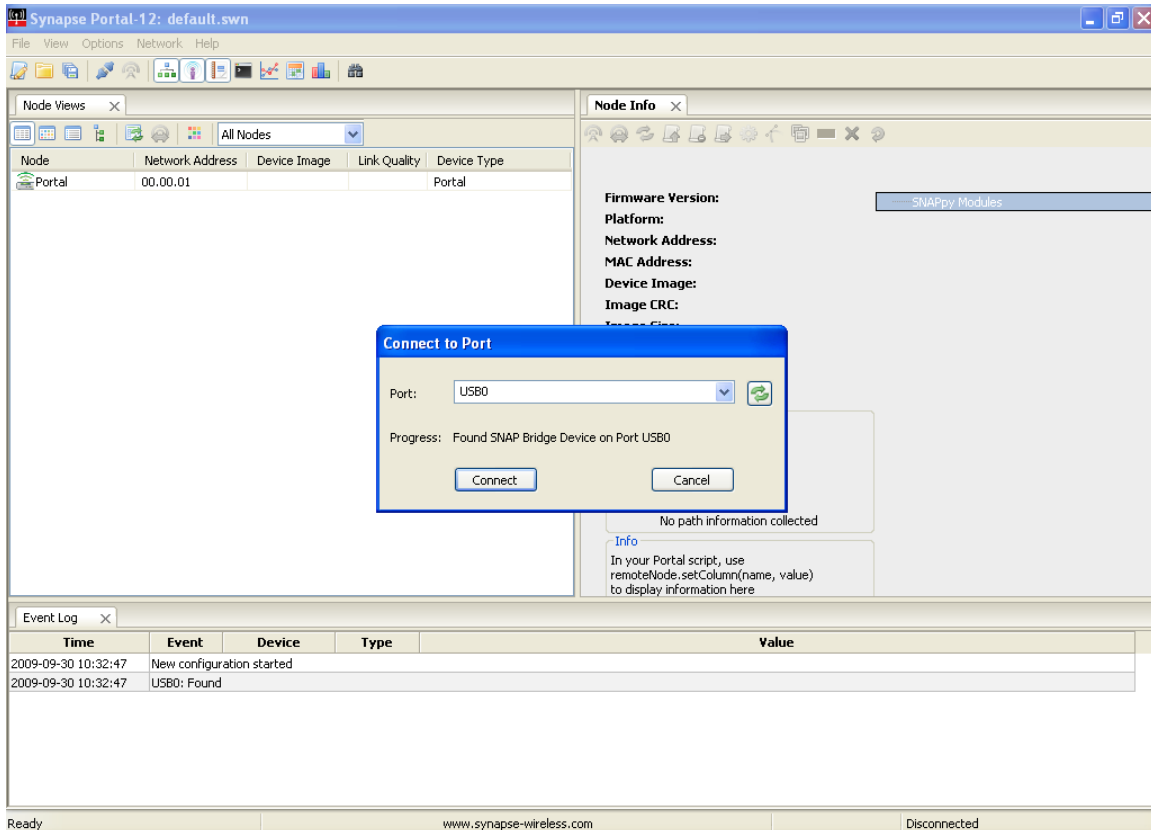 Synapse Portal-12: default.swn
File View Options Network Help
Node Views
All Nodes
Node Network Address Device Image Link Quality Device Type
Portal 00.00.01 Portal
Node Info
Firmware Version:
Platform:
Network Address:
MAC Address:
Device Image:
Image CRC:
SNAPpy Modules
Connect to Port
Port: USB0
Progress: Found SNAP Bridge Device on Port USB0
Connect Cancel
No path information collected
Info
In your Portal script, use
remoteNode.setColumn(name, value)
to display information here
Event Log
Time Event Device Type Value
2009-09-30 10:32:47 New configuration started
2009-09-30 10:32:47 USB0: Found
Ready www.synapse-wireless.com Disconnected